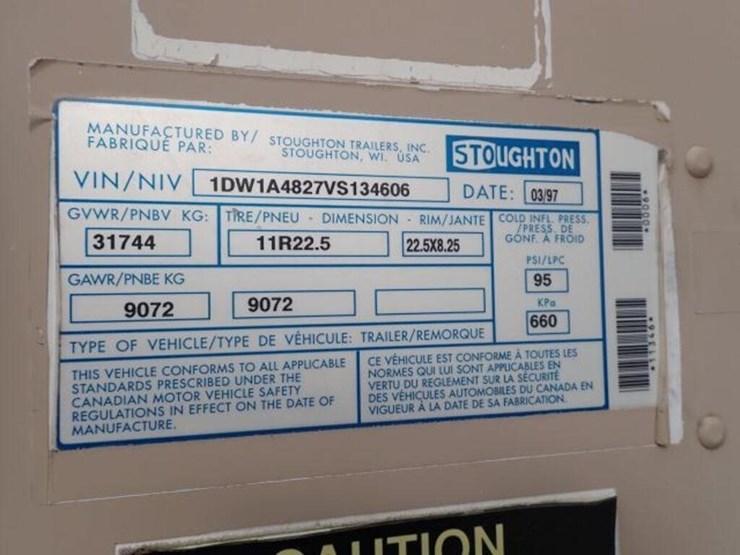 MANUFACTURED BY/ STOUGHTON TRAILERS, INC.
FABRIQUÉ PAR: STOUGHTON, WI. USA
STOUGHTON
VIN/NIV 1DW1A4827VS134606 DATE: 03/97
GVWR/PNBV KG: TIRE/PNEU - DIMENSION - RIM/JANTE
31744 11R22.5 22.5X8.25
COLD INFL. PRESS.
/PRESS. DE
GONF. A FROID
PSI/LPC
95
KPa
660
GAWR/PNBE KG
9072 9072
TYPE OF VEHICLE/TYPE DE VÉHICULE: TRAILER/REMORQUE
THIS VEHICLE CONFORMS TO ALL APPLICABLE
STANDARDS PRESCRIBED UNDER THE
CANADIAN MOTOR VEHICLE SAFETY
REGULATIONS IN EFFECT ON THE DATE OF
MANUFACTURE.
CE VÉHICULE EST CONFORME À TOUTES LES
NORMES QUI LUI SONT APPLICABLES EN
VERTU DU REGLEMENT SUR LA SÉCURITÉ
DES VÉHICULES AUTOMOBILES DU CANADA EN
VIGUEUR À LA DATE DE SA FABRICATION.
*0006*
*11346*
CAUTION